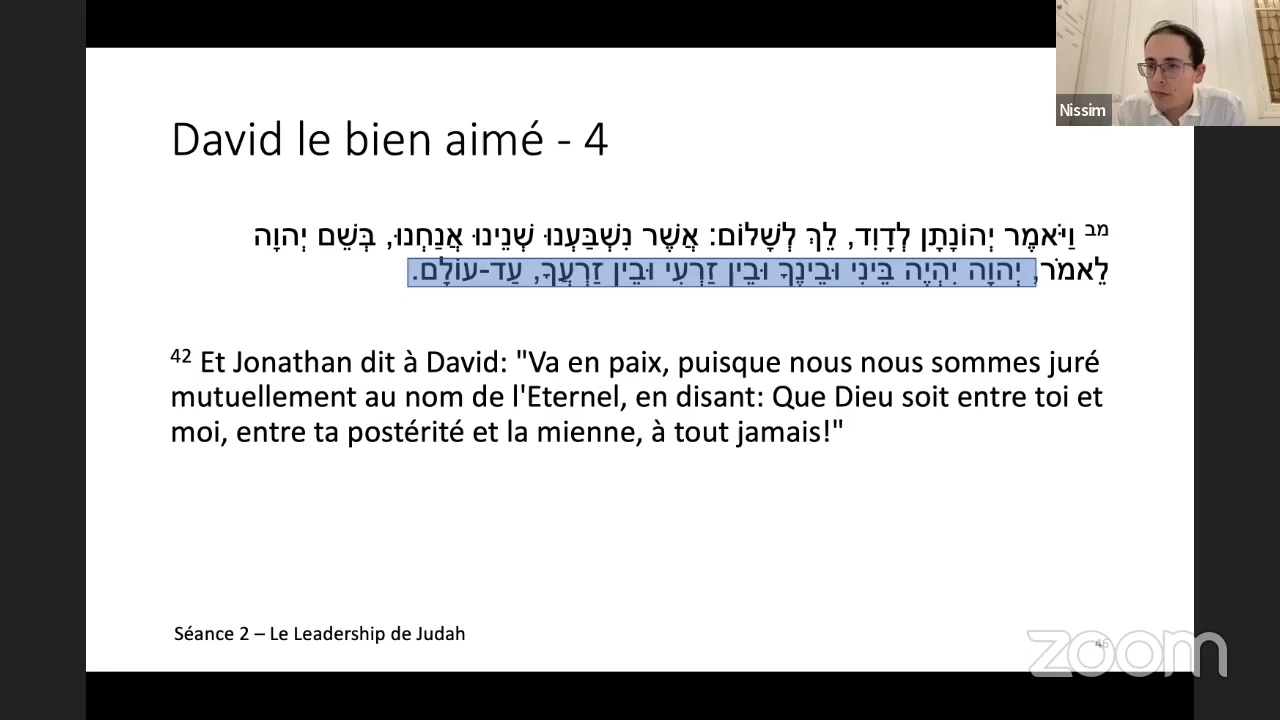 David le bien aimé - 4
מב וַיֹּאמֶר יְהוֹנָתָן לְדָוִד, לֵךְ לְשָׁלוֹם: אֲשֶׁר נִשְׁבַּעְנוּ שְׁנֵינוּ אֲנַחְנוּ, בְּשֵׁם יְהוָה
לֵאמֹר, יְהוָה יִהְיֶה בֵּינִי וּבֵינֶךָ וּבֵין זַרְעִי וּבֵין זַרְעֲךָ, עַד-עוֹלָם.
42 Et Jonathan dit à David: "Va en paix, puisque nous nous sommes juré
mutuellement au nom de l'Eternel, en disant: Que Dieu soit entre toi et
moi, entre ta postérité et la mienne, à tout jamais!"
Séance 2 – Le Leadership de Judah
46
zoom
Nissim